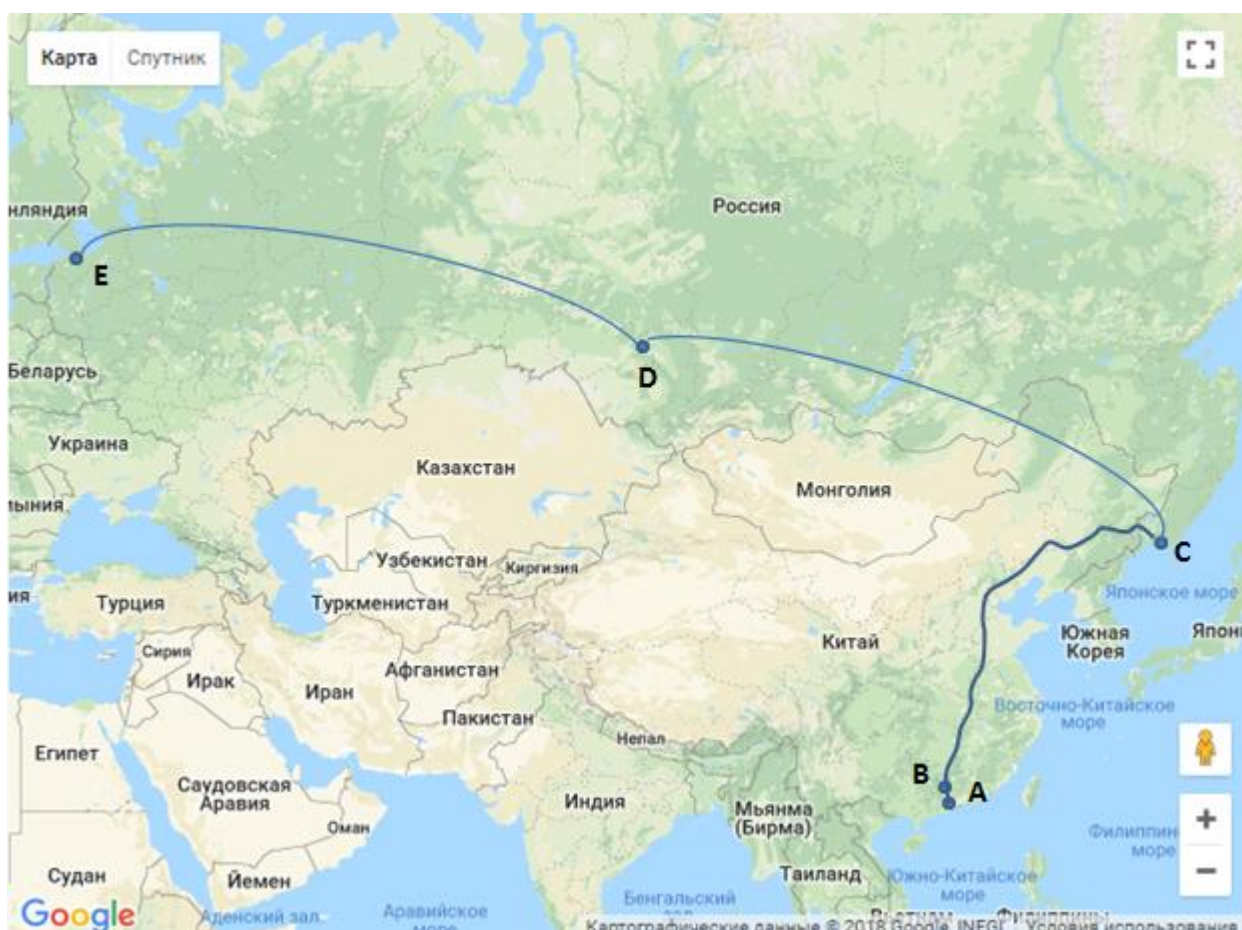 Карта Спутник
нляндия
Россия
E
Беларусь
D
Украина
Казахстан
Монголия
ыния
C
Узбекистан
Киргизия
ия
Турция
Туркменистан
Японское море
Сирия
Китай
Южная
Корея
Япон
Ирак
Иран
Афганистан
Пакистан
Восточно-Китайское
море
Непал
Египет
Саудовская
Аравия
B
A
Индия
Мьянма
(Бирма)
Оман
Филиппин
море
Судан
Йемен
Таиланд
Южно-Китайское
море
Бенгальский
зал.
Google
Аденский зал.
Аравийское
море
Вьетнам
Филиппины
Картографические данные © 2018 Google, INEGI
Условия использования